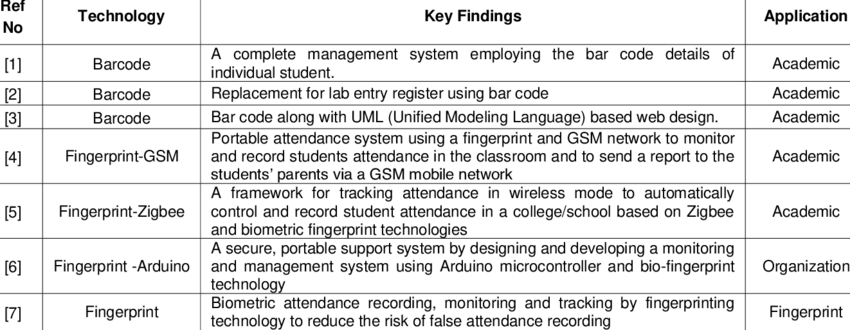 Ref No Technology Key Findings Application
[1] Barcode A complete management system employing the bar code details of individual student. Academic
[2] Barcode Replacement for lab entry register using bar code Academic
[3] Barcode Bar code along with UML (Unified Modeling Language) based web design. Academic
[4] Fingerprint-GSM Portable attendance system using a fingerprint and GSM network to monitor
and record students attendance in the classroom and to send a report to the
students' parents via a GSM mobile network Academic
[5] Fingerprint-Zigbee A framework for tracking attendance in wireless mode to automatically
control and record student attendance in a college/school based on Zigbee
and biometric fingerprint technologies Academic
[6] Fingerprint -Arduino A secure, portable support system by designing and developing a monitoring
and management system using Arduino microcontroller and bio-fingerprint
technology Organization
[7] Fingerprint Biometric attendance recording, monitoring and tracking by fingerprinting
technology to reduce the risk of false attendance recording Fingerprint